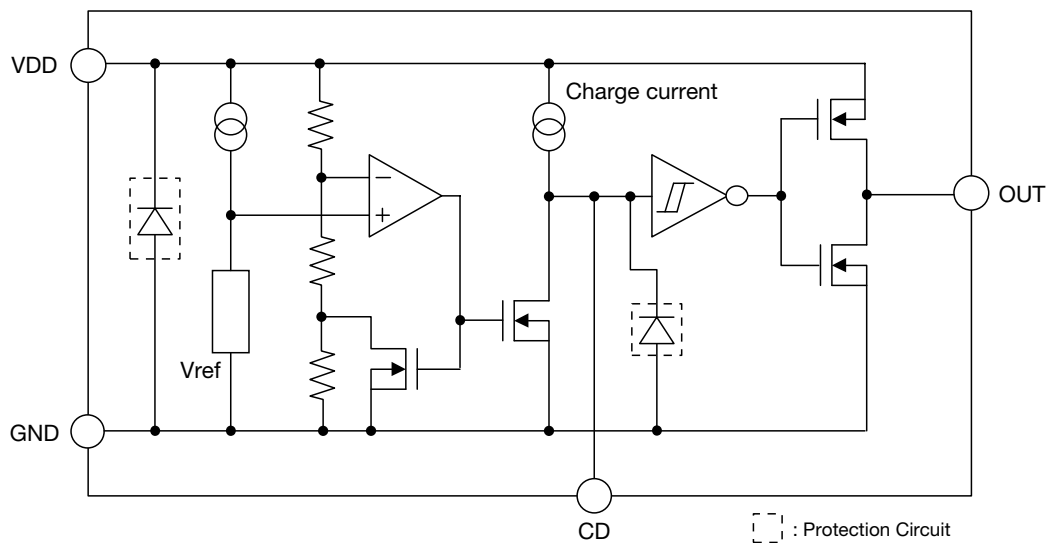 VDD
Charge current
−
+
OUT
Vref
GND
CD
: Protection Circuit